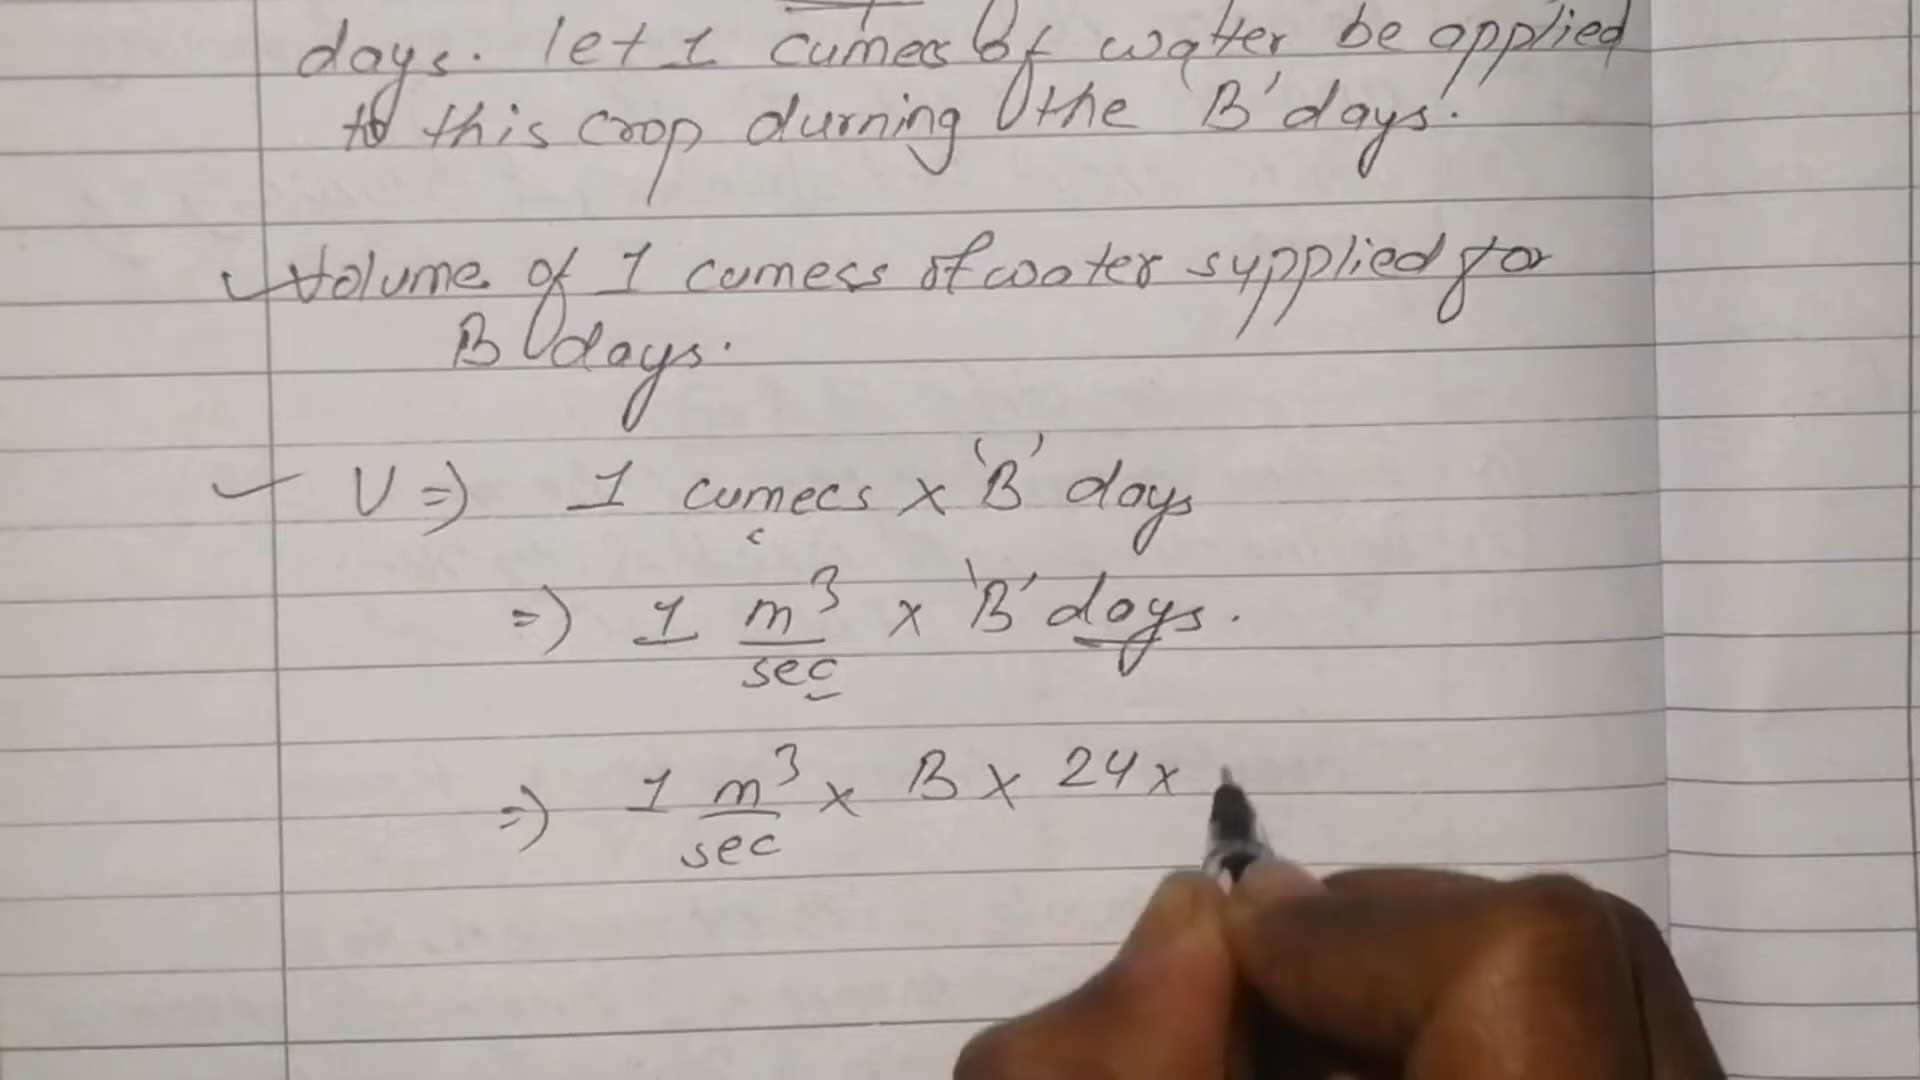 days. let 1 cumecs of water be applied
to this crop durning the 'B' days.
Volume of 1 cumecs of water supplied for
B days.
V => 1 cumecs x 'B' days
=> 1 m³/sec x 'B' days.
=> 1 m³/sec x B x 24 x